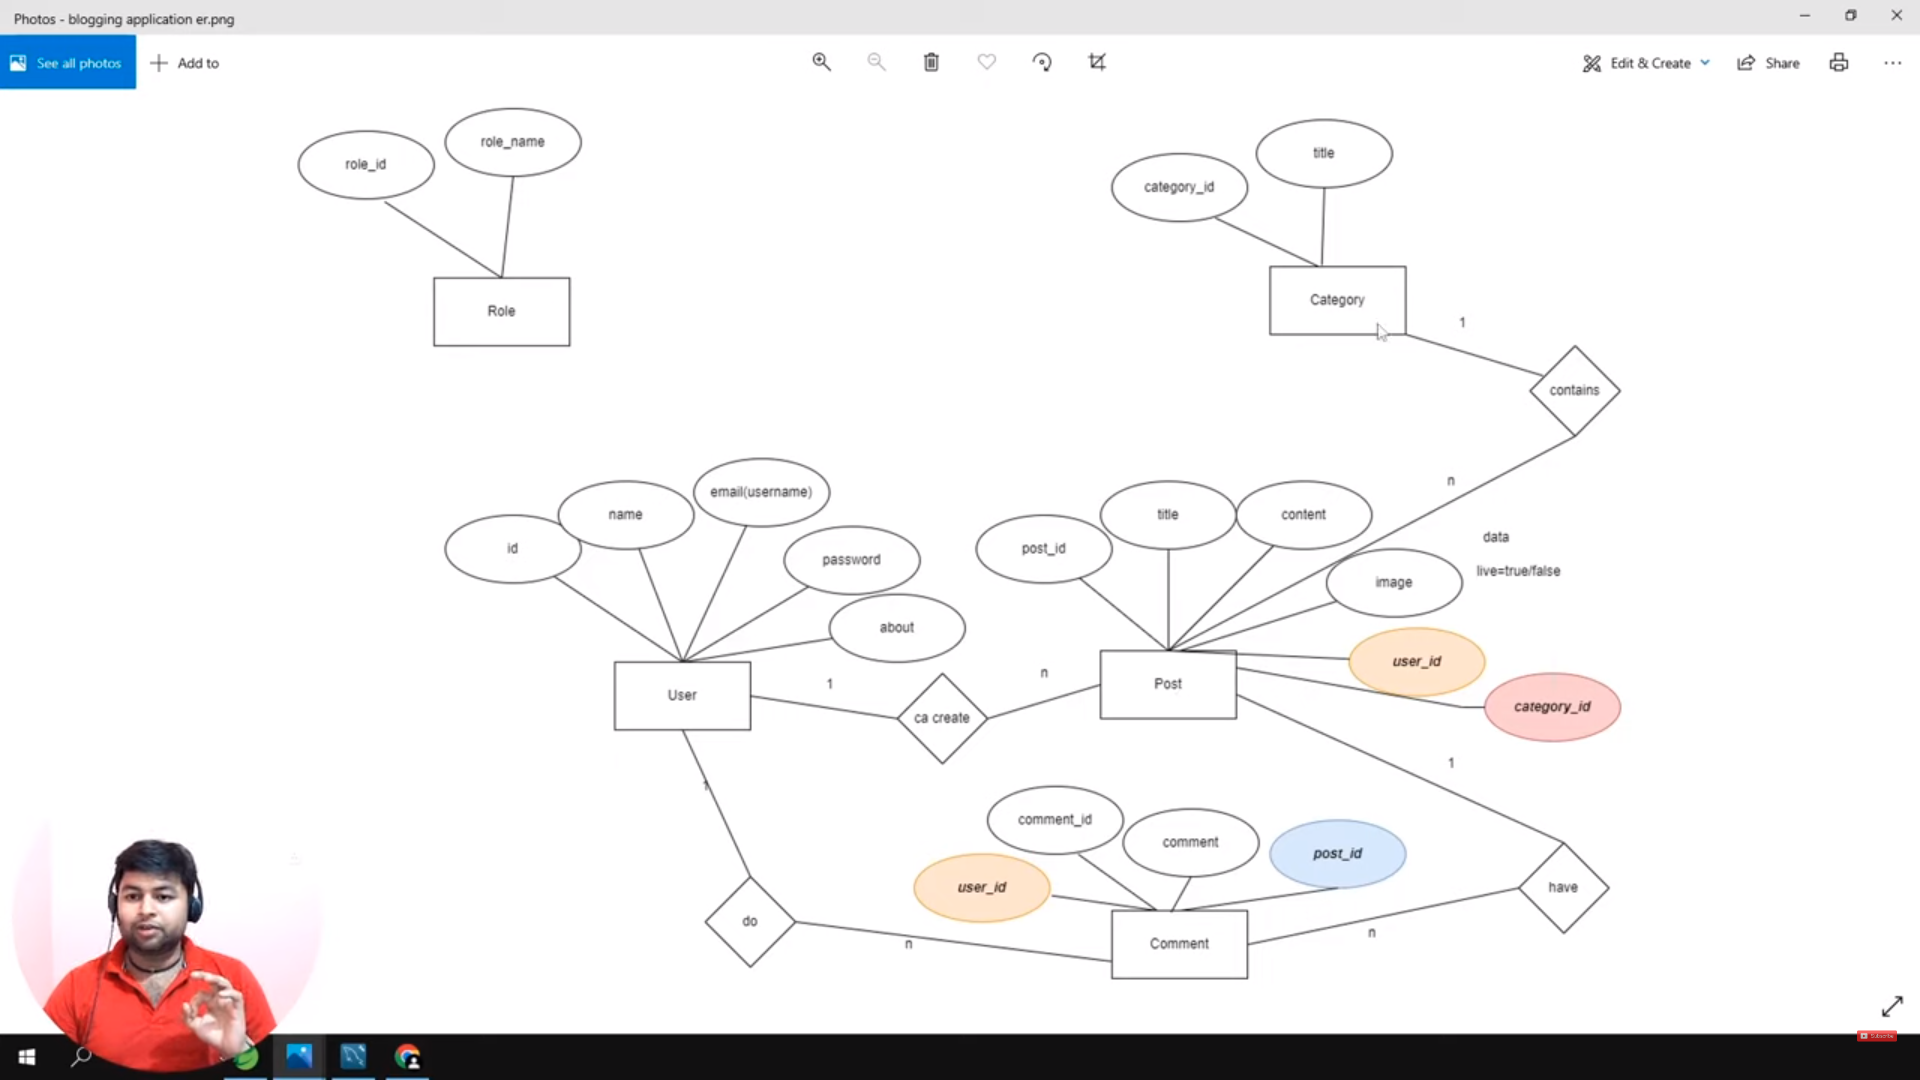 Photos - blogging application er.png
See all photos
Add to
Edit & Create
Share
role_id
role_name
Role
category_id
title
Category
1
contains
n
id
name
email(username)
password
about
User
1
ca create
n
post_id
title
content
image
data
live=true/false
user_id
category_id
Post
1
1
do
n
user_id
comment_id
comment
post_id
Comment
n
have
Subscribe